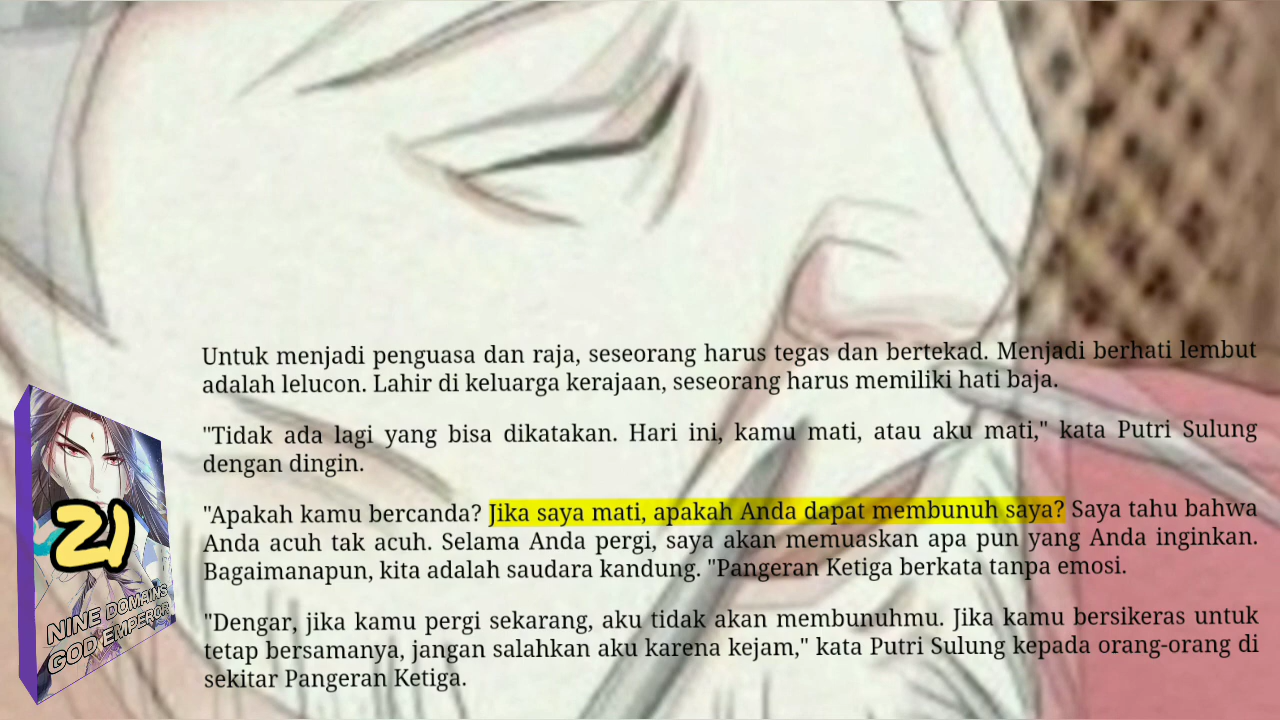 Untuk menjadi penguasa dan raja, seseorang harus tegas dan bertekad. Menjadi berhati lembut
adalah lelucon. Lahir di keluarga kerajaan, seseorang harus memiliki hati baja.
"Tidak ada lagi yang bisa dikatakan. Hari ini, kamu mati, atau aku mati," kata Putri Sulung
dengan dingin.
"Apakah kamu bercanda? Jika saya mati, apakah Anda dapat membunuh saya? Saya tahu bahwa
Anda acuh tak acuh. Selama Anda pergi, saya akan memuaskan apa pun yang Anda inginkan.
Bagaimanapun, kita adalah saudara kandung. "Pangeran Ketiga berkata tanpa emosi.
"Dengar, jika kamu pergi sekarang, aku tidak akan membunuhmu. Jika kamu bersikeras untuk
tetap bersamanya, jangan salahkan aku karena kejam," kata Putri Sulung kepada orang-orang di
sekitar Pangeran Ketiga.
21
NINE DOMAINS
GOD EMPEROR